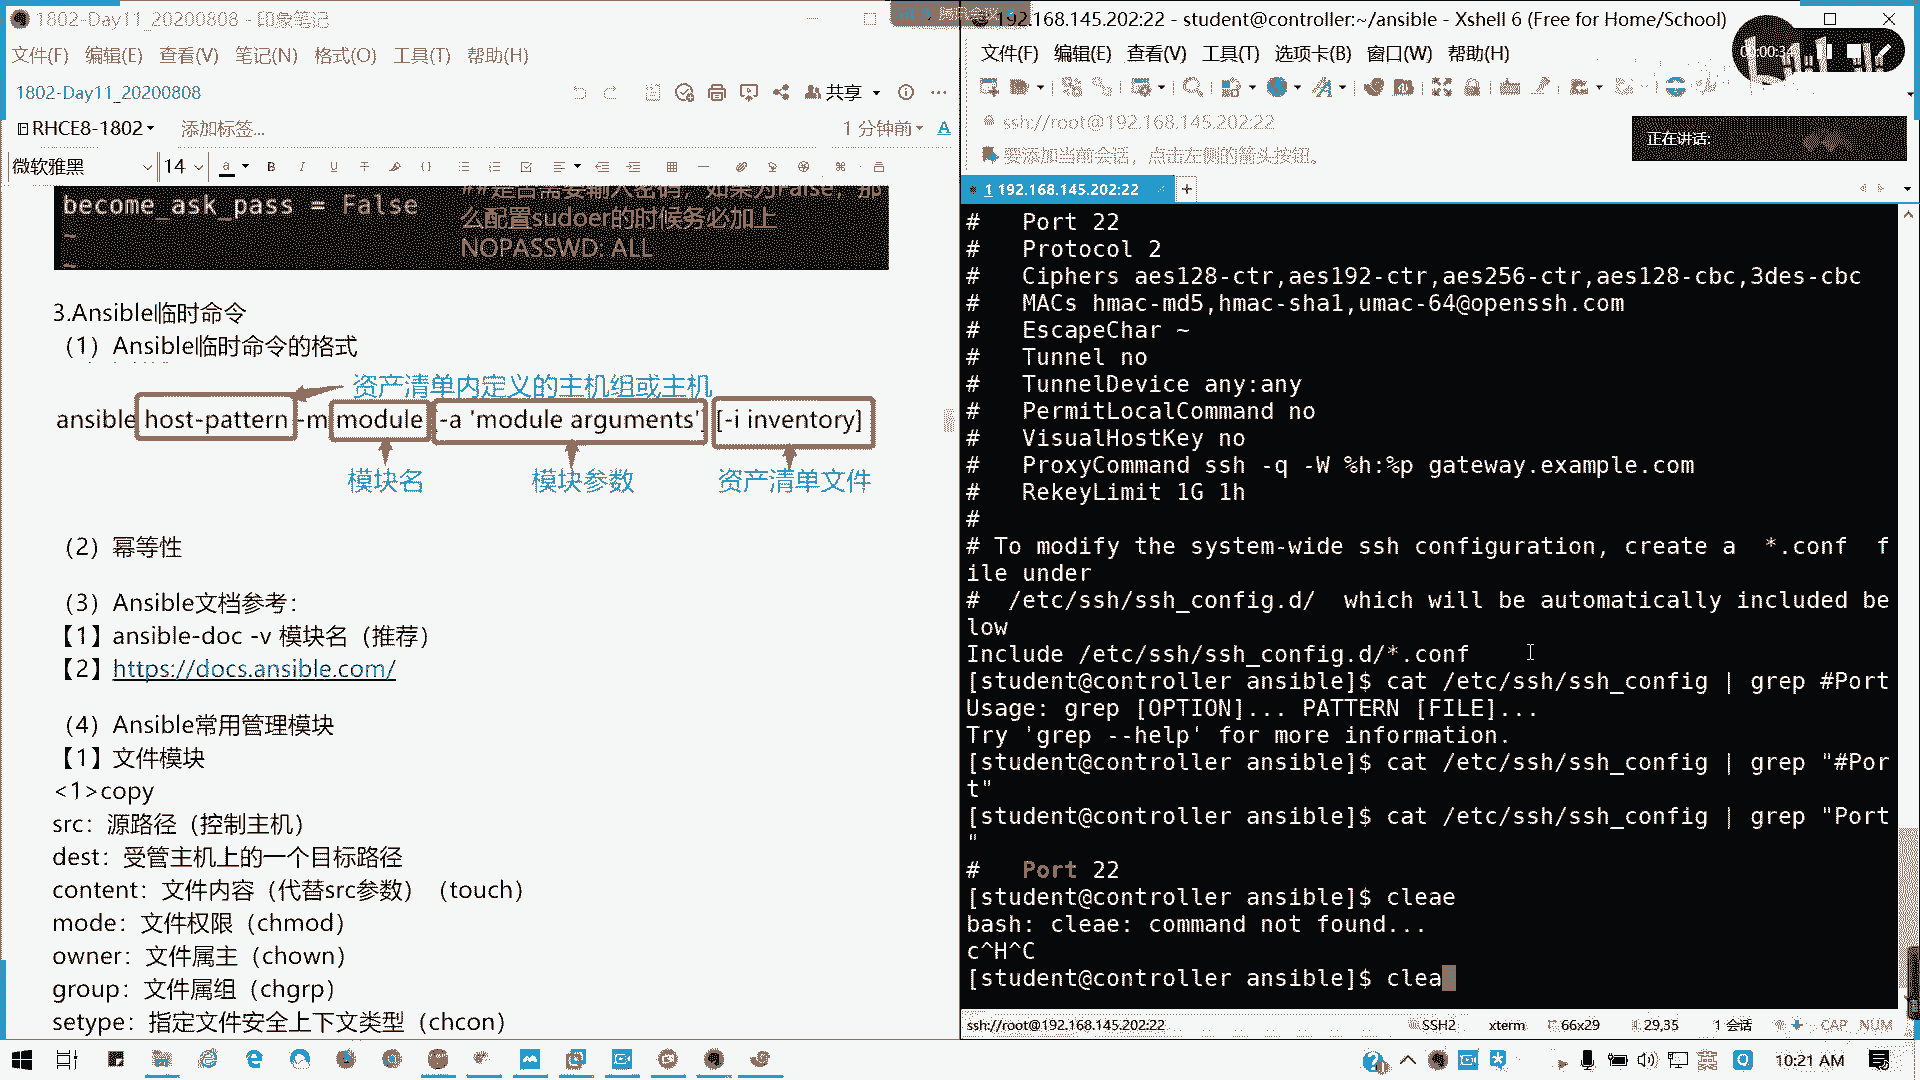 1802-Day11_20200808 - 印象笔记
文件(F) 编辑(E) 查看(V) 笔记(N) 格式(O) 工具(T) 帮助(H)
1802-Day11_20200808
共享
RHCE8-1802
添加标签...
1 分钟前
微软雅黑
14
become_ask_pass = False
##是否需要输入密码，如果为False，那
么配置sudoer的时候务必加上
NOPASSWD: ALL
~
~
3.Ansible临时命令
（1）Ansible临时命令的格式
资产清单内定义的主机组或主机
ansible host-pattern -m module [-a 'module arguments'] [-i inventory]
模块名
模块参数
资产清单文件
（2）幂等性
（3）Ansible文档参考：
【1】ansible-doc -v 模块名（推荐）
【2】https://docs.ansible.com/
（4）Ansible常用管理模块
【1】文件模块
<1>copy
src：源路径（控制主机）
dest：受管主机上的一个目标路径
content：文件内容（代替src参数）（touch）
mode：文件权限（chmod）
owner：文件属主（chown）
group：文件属组（chgrp）
setype：指定文件安全上下文类型（chcon）
192.168.145.202:22 - student@controller:~/ansible - Xshell 6 (Free for Home/School)
文件(F) 编辑(E) 查看(V) 工具(T) 选项卡(B) 窗口(W) 帮助(H)
ssh://root@192.168.145.202:22
要添加当前会话，点击左侧的箭头按钮。
正在讲话:
1 192.168.145.202:22
#   Port 22
#   Protocol 2
#   Ciphers aes128-ctr,aes192-ctr,aes256-ctr,aes128-cbc,3des-cbc
#   MACs hmac-md5,hmac-sha1,umac-64@openssh.com
#   EscapeChar ~
#   Tunnel no
#   TunnelDevice any:any
#   PermitLocalCommand no
#   VisualHostKey no
#   ProxyCommand ssh -q -W %h:%p gateway.example.com
#   RekeyLimit 1G 1h
#
# To modify the system-wide ssh configuration, create a  *.conf  f
ile under
#  /etc/ssh/ssh_config.d/  which will be automatically included be
low
Include /etc/ssh/ssh_config.d/*.conf
[student@controller ansible]$ cat /etc/ssh/ssh_config | grep #Port
Usage: grep [OPTION]... PATTERN [FILE]...
Try 'grep --help' for more information.
[student@controller ansible]$ cat /etc/ssh/ssh_config | grep "#Por
t"
[student@controller ansible]$ cat /etc/ssh/ssh_config | grep "Port
"
#   Port 22
[student@controller ansible]$ cleae
bash: cleae: command not found...
c^H^C
[student@controller ansible]$ clea
ssh://root@192.168.145.202:22
SSH2
xterm
66x29
29,35
1 会话
CAP NUM
10:21 AM